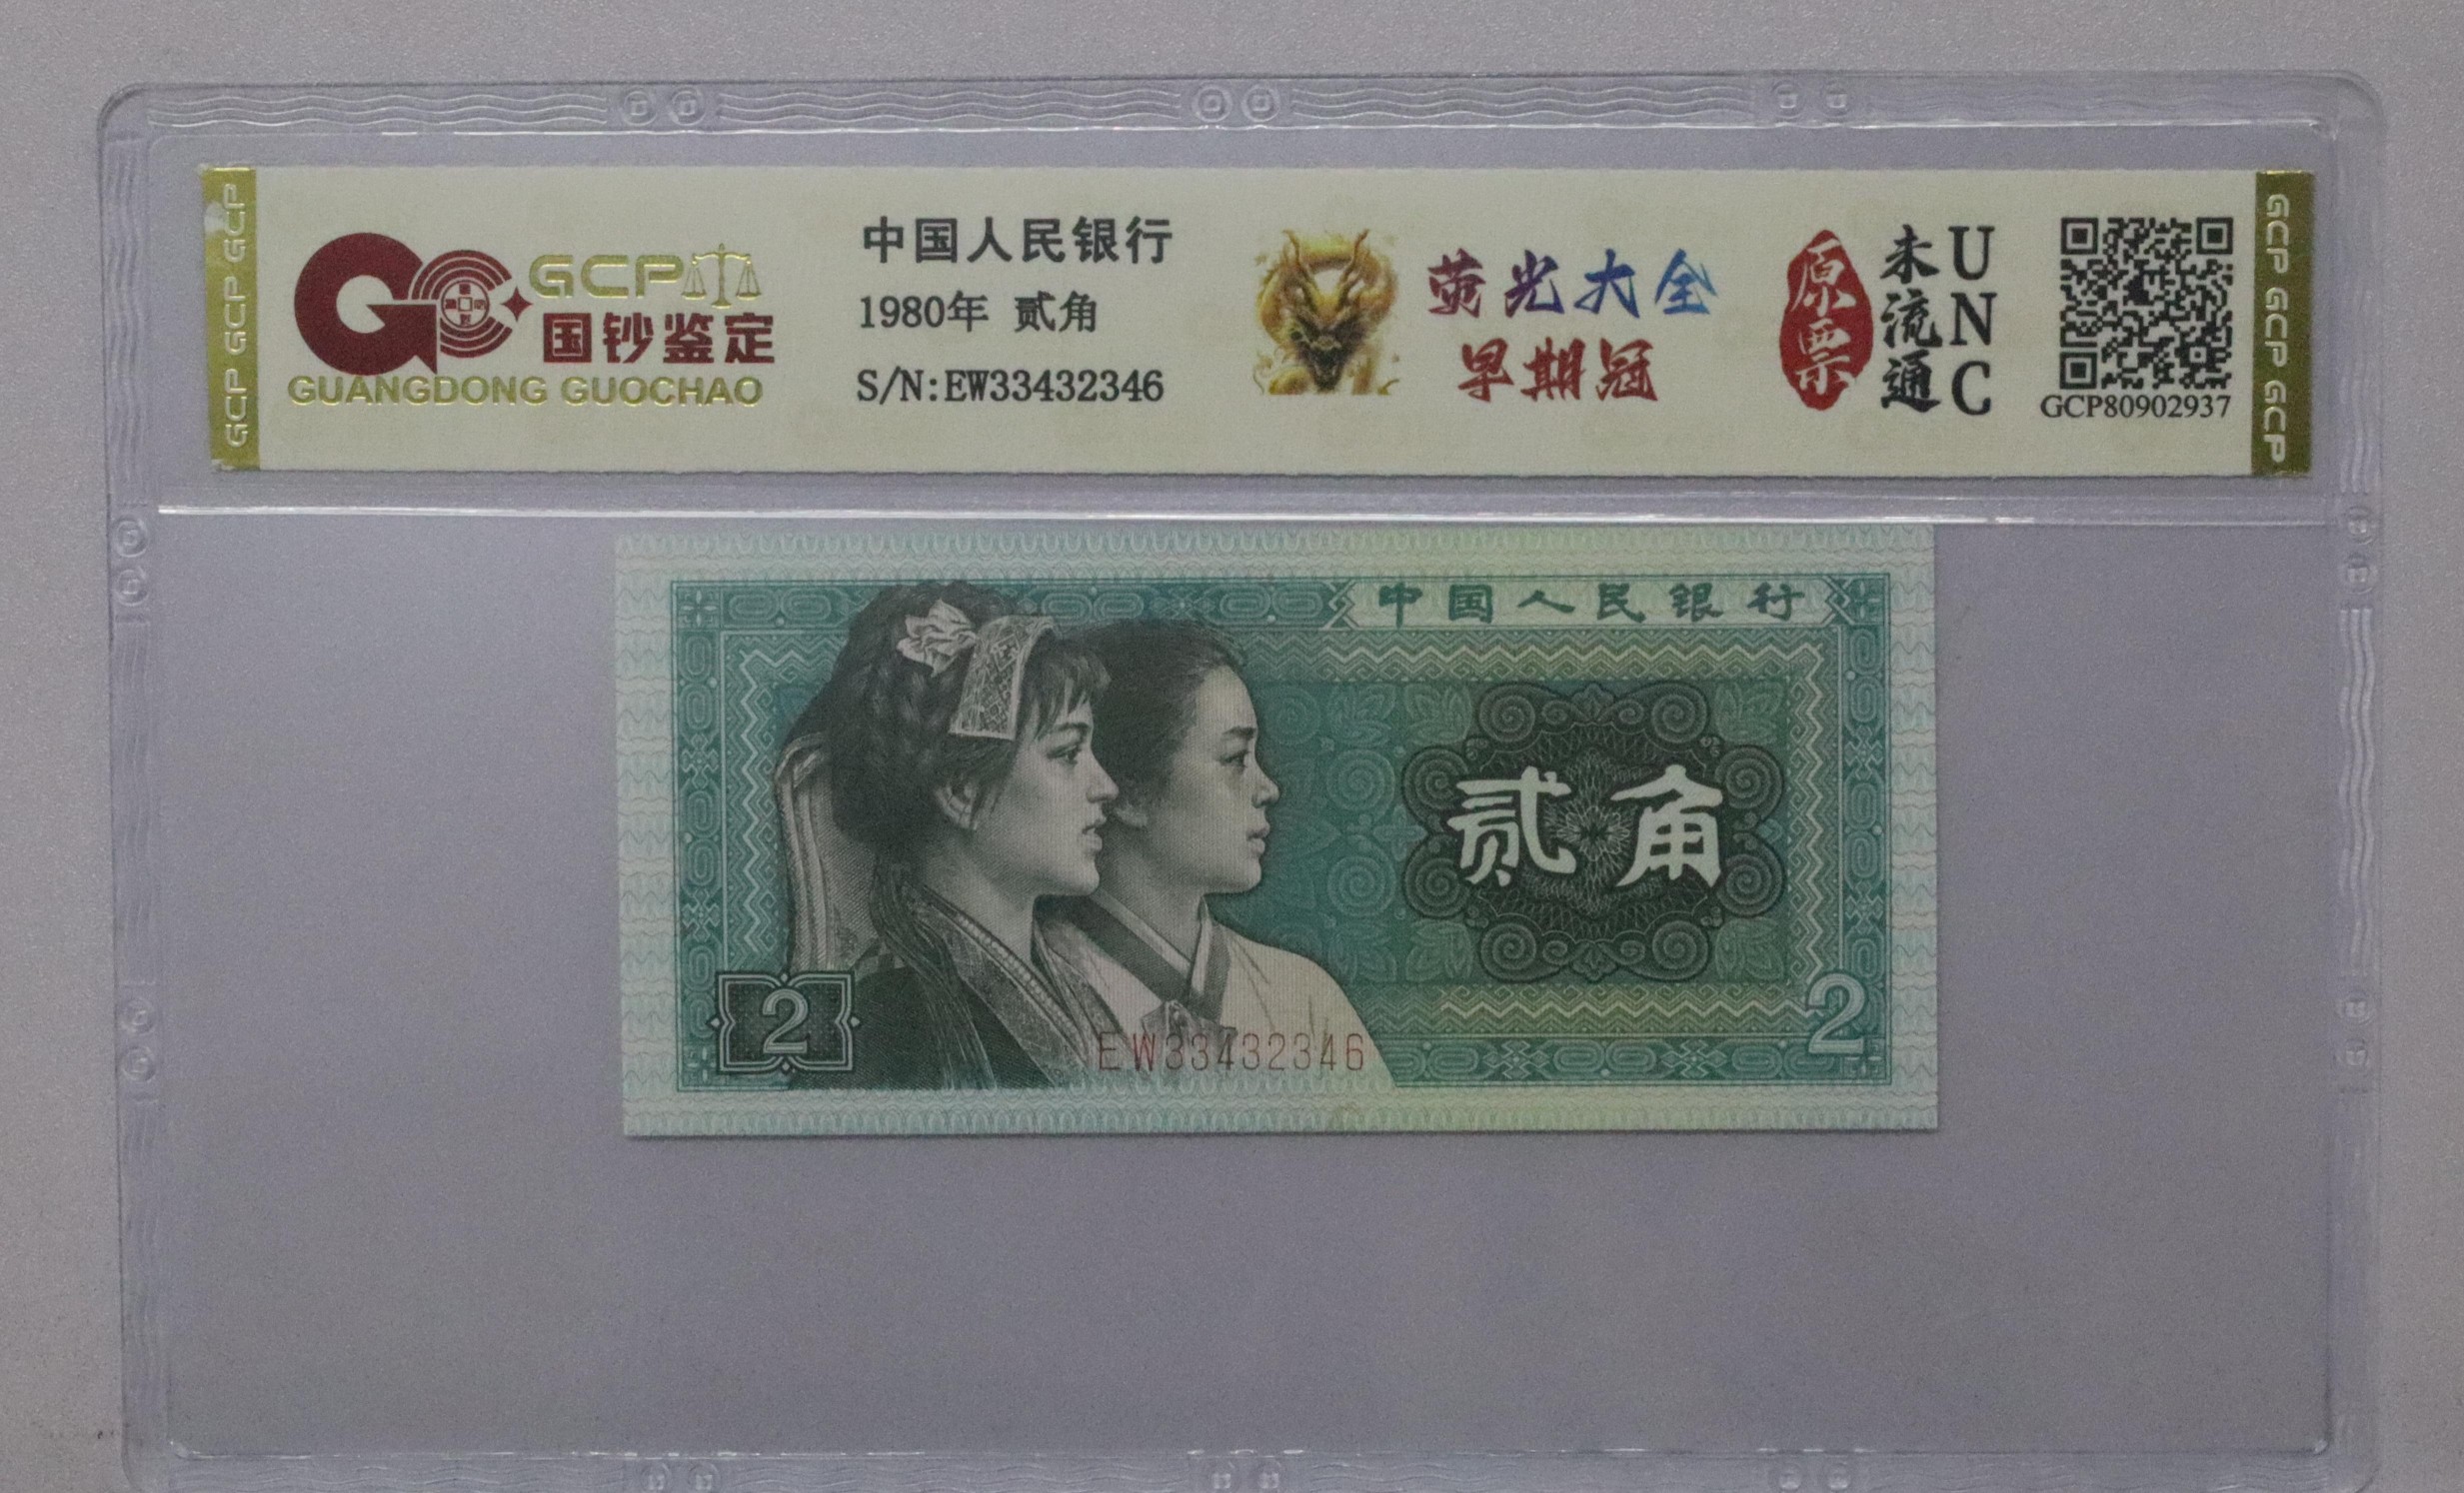 GCP GCP GCP
GCP
国钞鉴定
GUANGDONG GUOCHAO
中国人民银行
1980年 贰角
S/N:EW33432346
荧光大全
早期冠
原票
未流通
UNC
GCP80902937
GCP GCP GCP GCP
中国人民银行
贰角
2
EW33432346
2